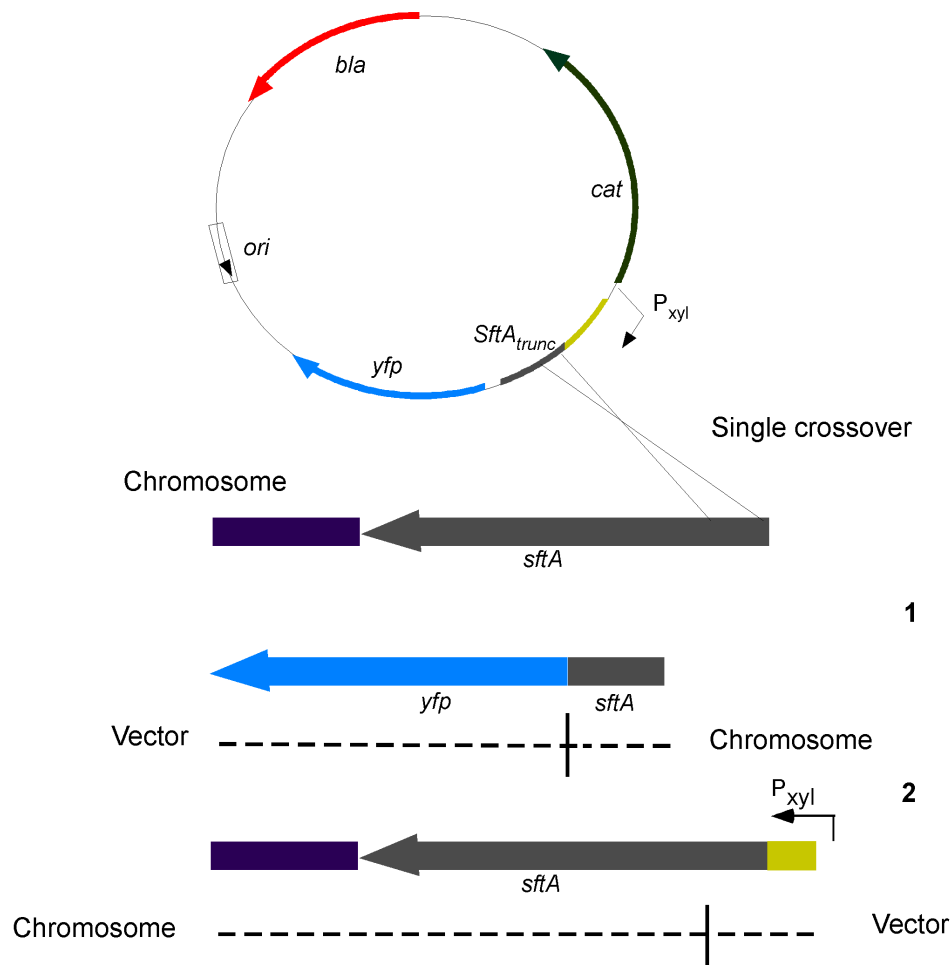 bla
cat
ori
Pxyl
SftAtrunc
yfp
Single crossover
Chromosome
sftA
1
yfp
sftA
Vector
Chromosome
2
Pxyl
sftA
Chromosome
Vector